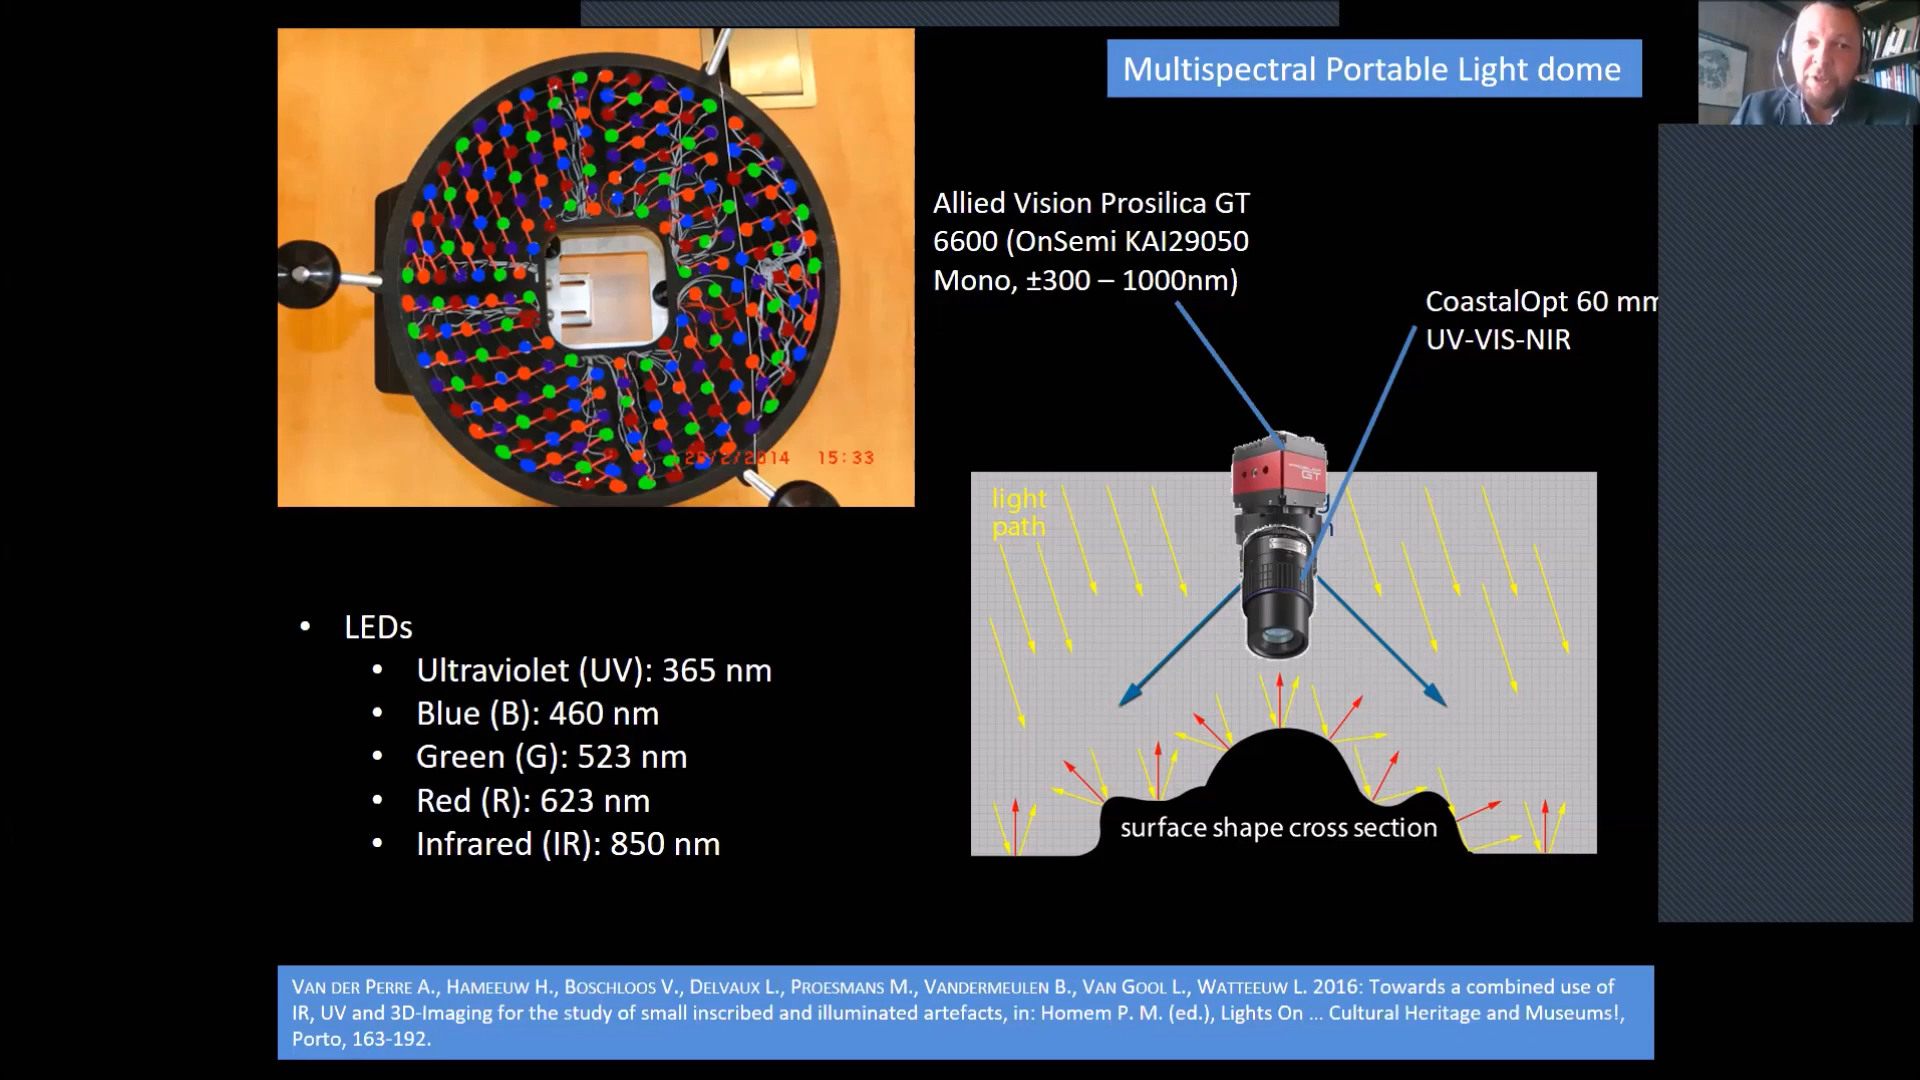 Multispectral Portable Light dome
Allied Vision Prosilica GT
6600 (OnSemi KAI29050
Mono, ±300 – 1000nm)
CoastalOpt 60 mm
UV-VIS-NIR
26/2/2014 15:33
light
path
GT
surface shape cross section
• LEDs
• Ultraviolet (UV): 365 nm
• Blue (B): 460 nm
• Green (G): 523 nm
• Red (R): 623 nm
• Infrared (IR): 850 nm
VAN DER PERRE A., HAMEEUW H., BOSCHLOOS V., DELVAUX L., PROESMANS M., VANDERMEULEN B., VAN GOOL L., WATTEEUW L. 2016: Towards a combined use of
IR, UV and 3D-Imaging for the study of small inscribed and illuminated artefacts, in: Homem P. M. (ed.), Lights On ... Cultural Heritage and Museums!,
Porto, 163-192.